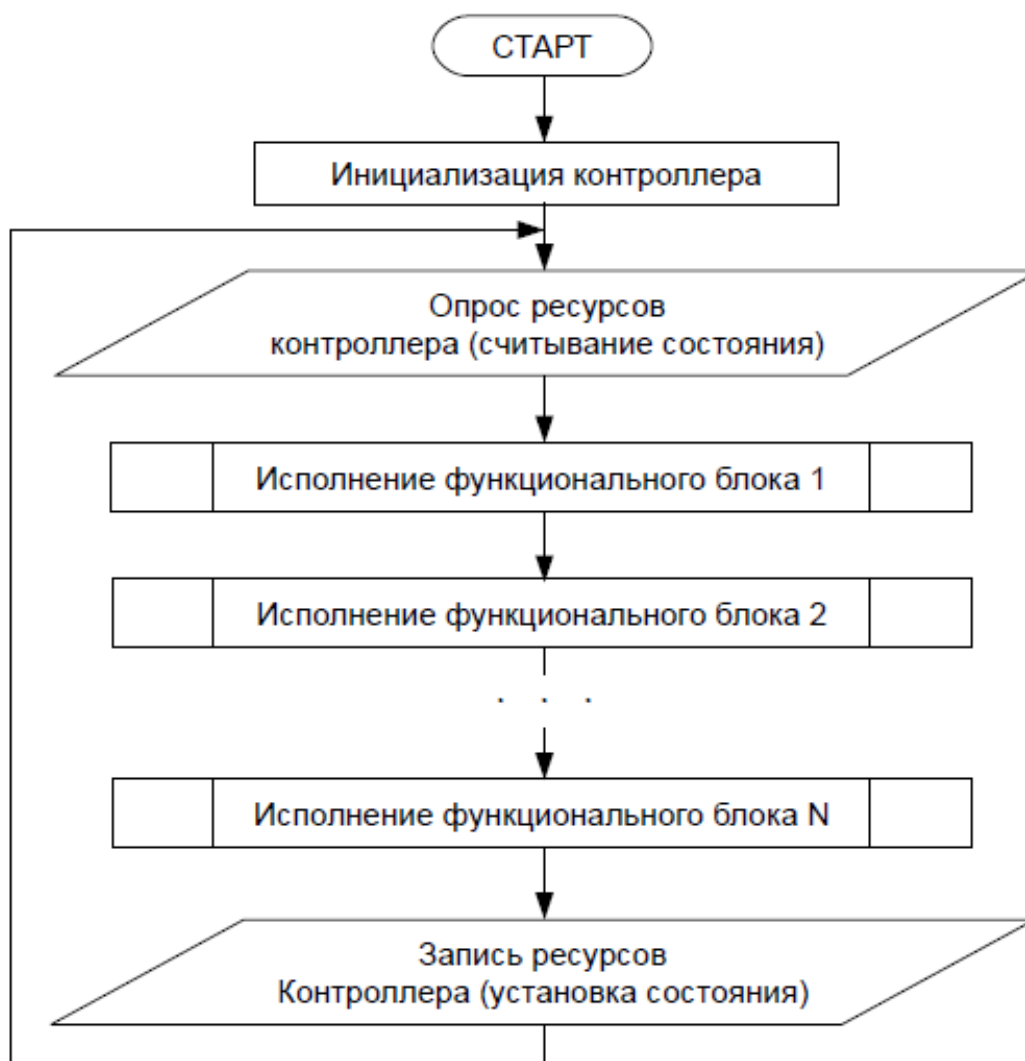 СТАРТ
Инициализация контроллера
Опрос ресурсов
контроллера (считывание состояния)
Исполнение функционального блока 1
Исполнение функционального блока 2
. . .
Исполнение функционального блока N
Запись ресурсов
Контроллера (установка состояния)